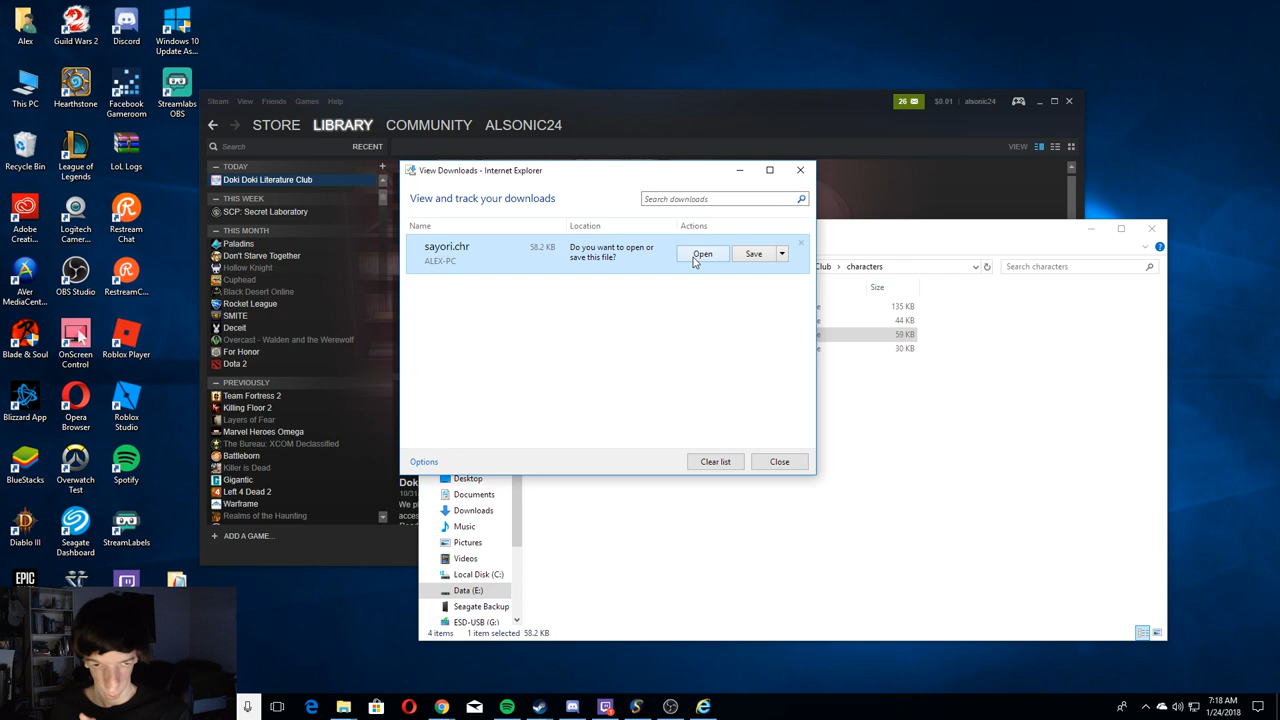 Alex
Guild Wars 2
Discord
Windows 10
Update As...
This PC
Hearthstone
Facebook
Gameroom
Streamlabs
OBS
Recycle Bin
League of
Legends
LoL Logs
Adobe
Creati...
Logitech
Camer...
Restream
Chat
AVer
MediaCent...
OBS Studio
RestreamC...
Blade & Soul
OnScreen
Control
Roblox Player
Blizzard App
Opera
Browser
Roblox
Studio
BlueStacks
Overwatch
Test
Spotify
Diablo III
Seagate
Dashboard
StreamLabels
EPIC
Steam View Friends Games Help
26 $0.01 alsonic24
STORE LIBRARY COMMUNITY ALSONIC24
Search RECENT VIEW
TODAY
Doki Doki Literature Club
THIS WEEK
SCP: Secret Laboratory
THIS MONTH
Paladins
Don't Starve Together
Hollow Knight
Cuphead
Black Desert Online
Rocket League
SMITE
Deceit
Overcast - Walden and the Werewolf
For Honor
Dota 2
PREVIOUSLY
Team Fortress 2
Killing Floor 2
Layers of Fear
Marvel Heroes Omega
The Bureau: XCOM Declassified
Battleborn
Killer is Dead
Gigantic
Left 4 Dead 2
Warframe
Realms of the Haunting
ADD A GAME...
View Downloads - Internet Explorer
View and track your downloads
Search downloads
Name Location Actions
sayori.chr 58.2 KB Do you want to open or
save this file? Open Save
ALEX-PC
Options Clear list Close
Club characters Search characters
Size
135 KB
44 KB
59 KB
30 KB
Desktop
Documents
Downloads
Music
Pictures
Videos
Local Disk (C:)
Data (E:)
Seagate Backup
ESD-USB (G:)
4 items 1 item selected 58.2 KB
7:18 AM
1/24/2018